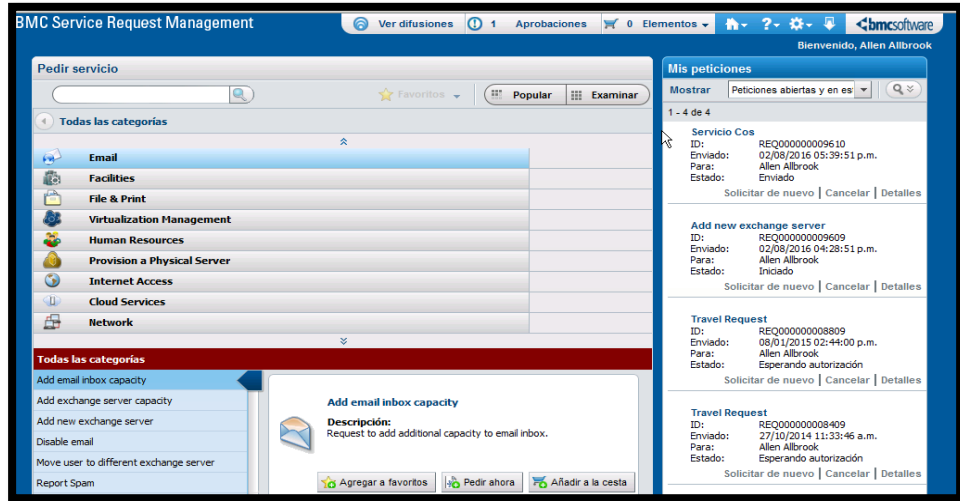 BMC Service Request Management
Ver difusiones 1 Aprobaciones 0 Elementos
bmcsoftware
Bienvenido, Allen Allbrook
Pedir servicio
Favoritos Popular Examinar
Todas las categorías
Email
Facilities
File & Print
Virtualization Management
Human Resources
Provision a Physical Server
Internet Access
Cloud Services
Network
Todas las categorías
Add email inbox capacity
Add exchange server capacity
Add new exchange server
Disable email
Move user to different exchange server
Report Spam
Add email inbox capacity
Descripción:
Request to add additional capacity to email inbox.
Agregar a favoritos Pedir ahora Añadir a la cesta
Mis peticiones
Mostrar Peticiones abiertas y en es
1 - 4 de 4
Servicio Cos
ID: REQ000000009610
Enviado: 02/08/2016 05:39:51 p.m.
Para: Allen Allbrook
Estado: Enviado
Solicitar de nuevo | Cancelar | Detalles
Add new exchange server
ID: REQ000000009609
Enviado: 02/08/2016 04:28:51 p.m.
Para: Allen Allbrook
Estado: Iniciado
Solicitar de nuevo | Cancelar | Detalles
Travel Request
ID: REQ000000008809
Enviado: 08/01/2015 02:44:00 p.m.
Para: Allen Allbrook
Estado: Esperando autorización
Solicitar de nuevo | Cancelar | Detalles
Travel Request
ID: REQ000000008409
Enviado: 27/10/2014 11:33:46 a.m.
Para: Allen Allbrook
Estado: Esperando autorización
Solicitar de nuevo | Cancelar | Detalles